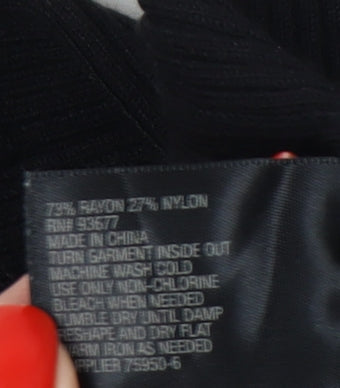 73% RAYON 27% NYLON
RN# 93677
MADE IN CHINA
TURN GARMENT INSIDE OUT
MACHINE WASH COLD
USE ONLY NON-CHLORINE
BLEACH WHEN NEEDED
TUMBLE DRY UNTIL DAMP
RESHAPE AND DRY FLAT
WARM IRON AS NEEDED
SUPPLIER 75950-6